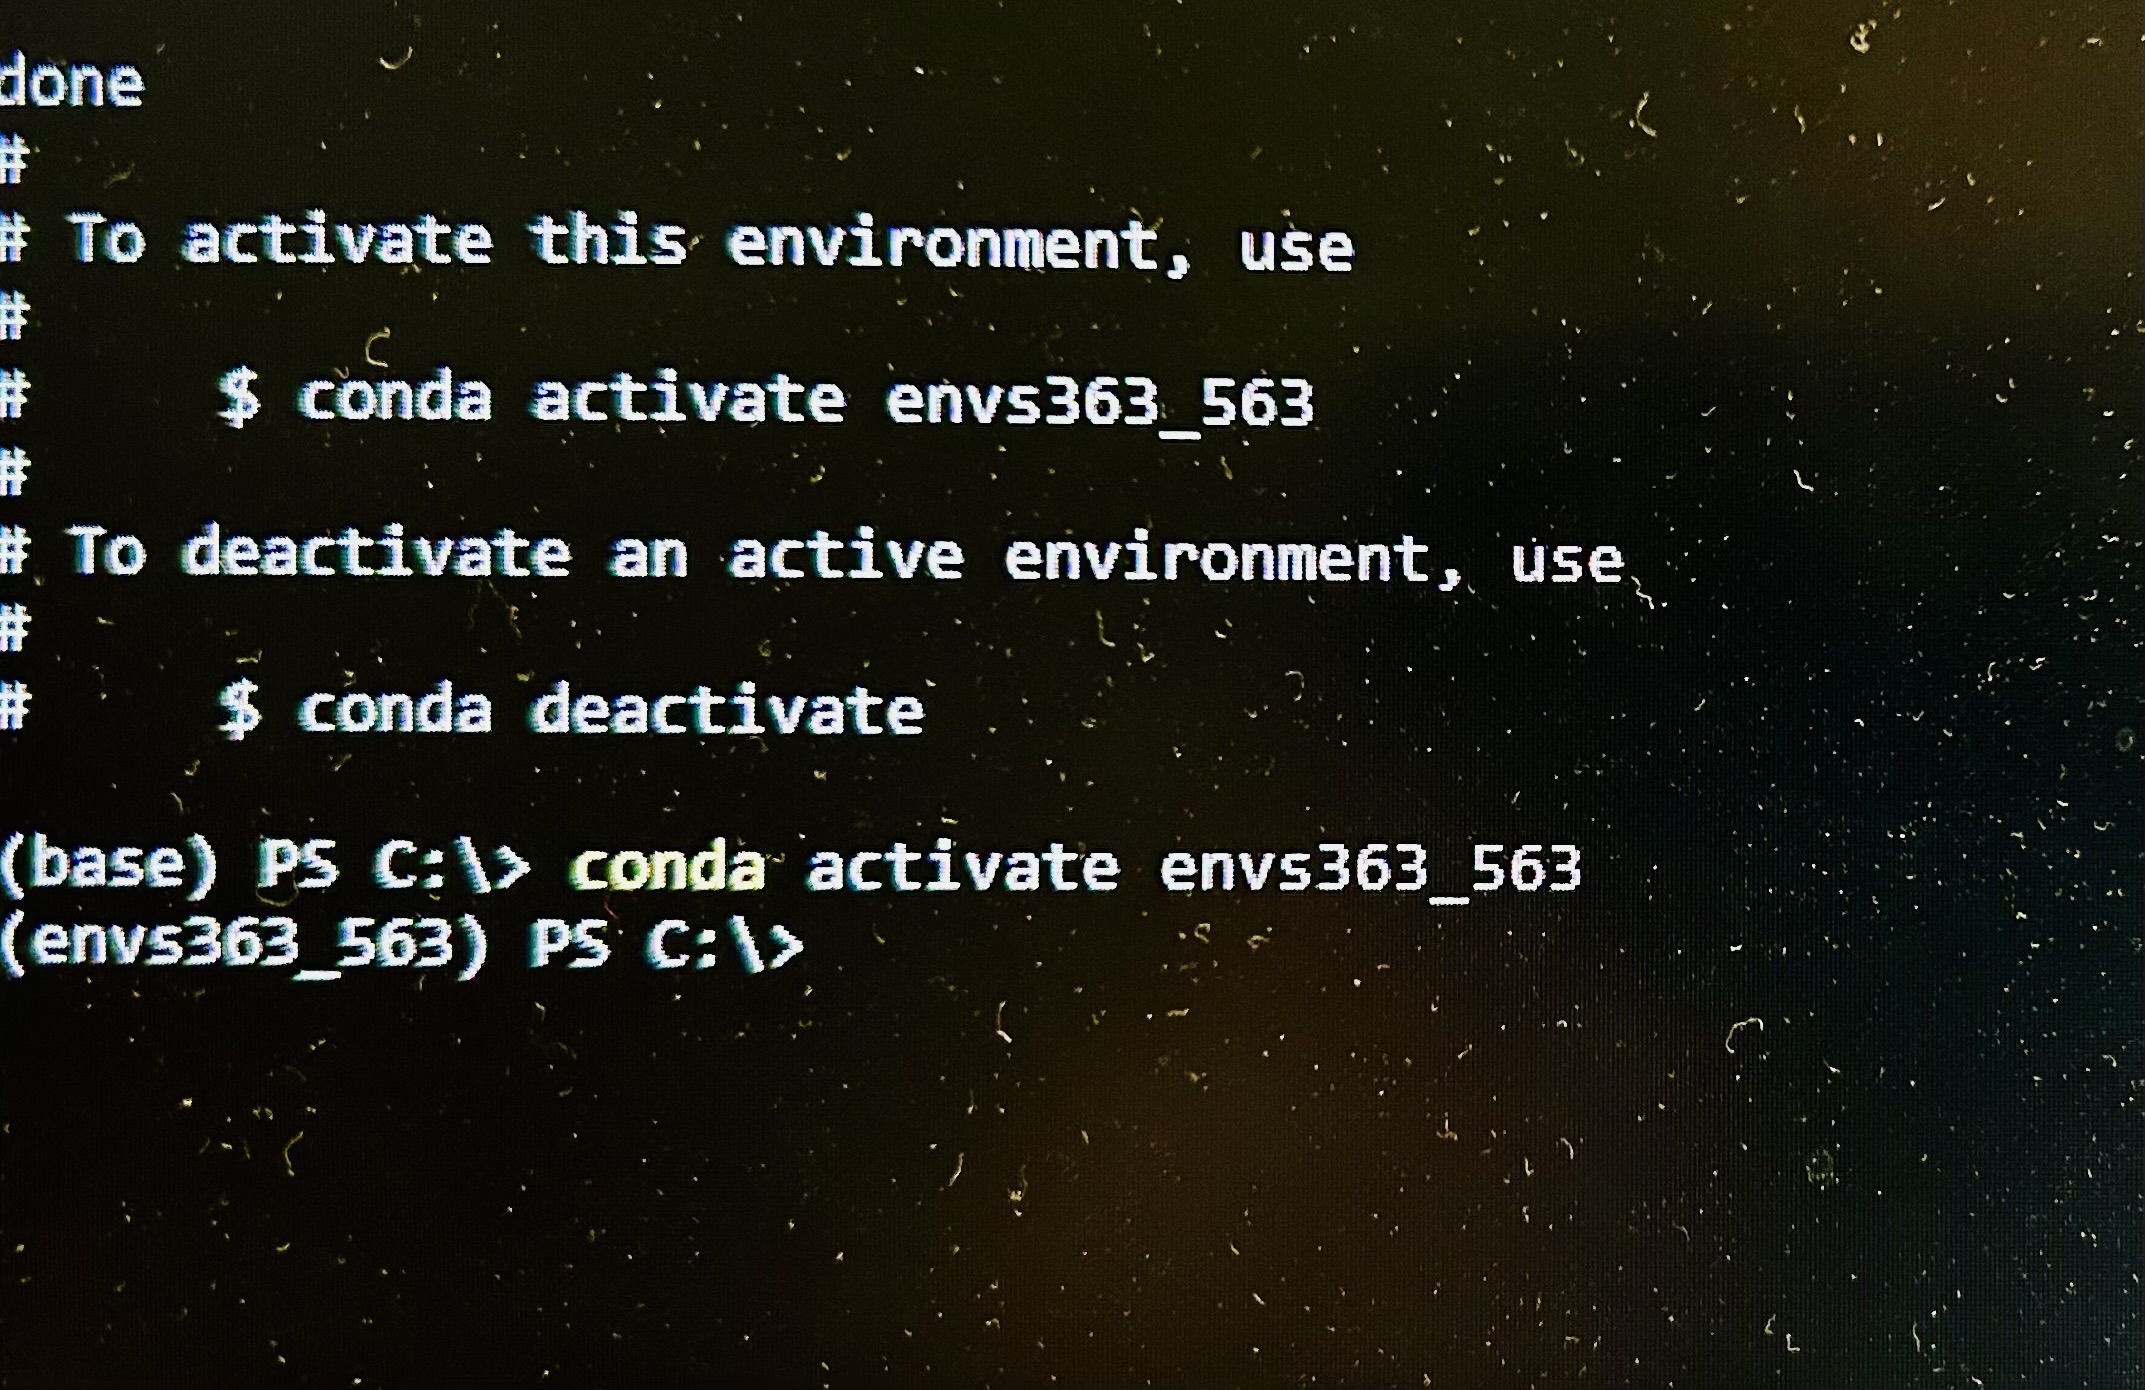 done
#
# To activate this environment, use
#
#     $ conda activate envs363_563
#
# To deactivate an active environment, use
#
#     $ conda deactivate
(base) PS C:\> conda activate envs363_563
(envs363_563) PS C:\>